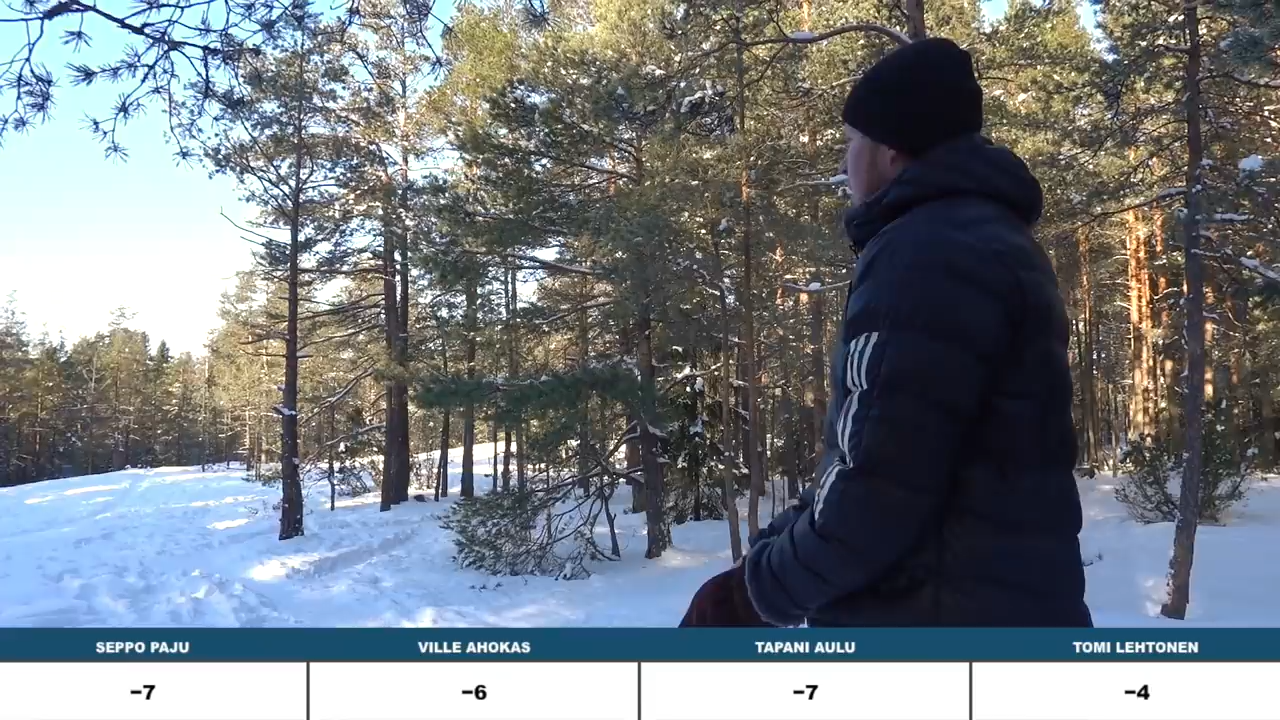 SEPPO PAJU VILLE AHOKAS TAPANI AULU TOMI LEHTONEN
−7 −6 −7 −4